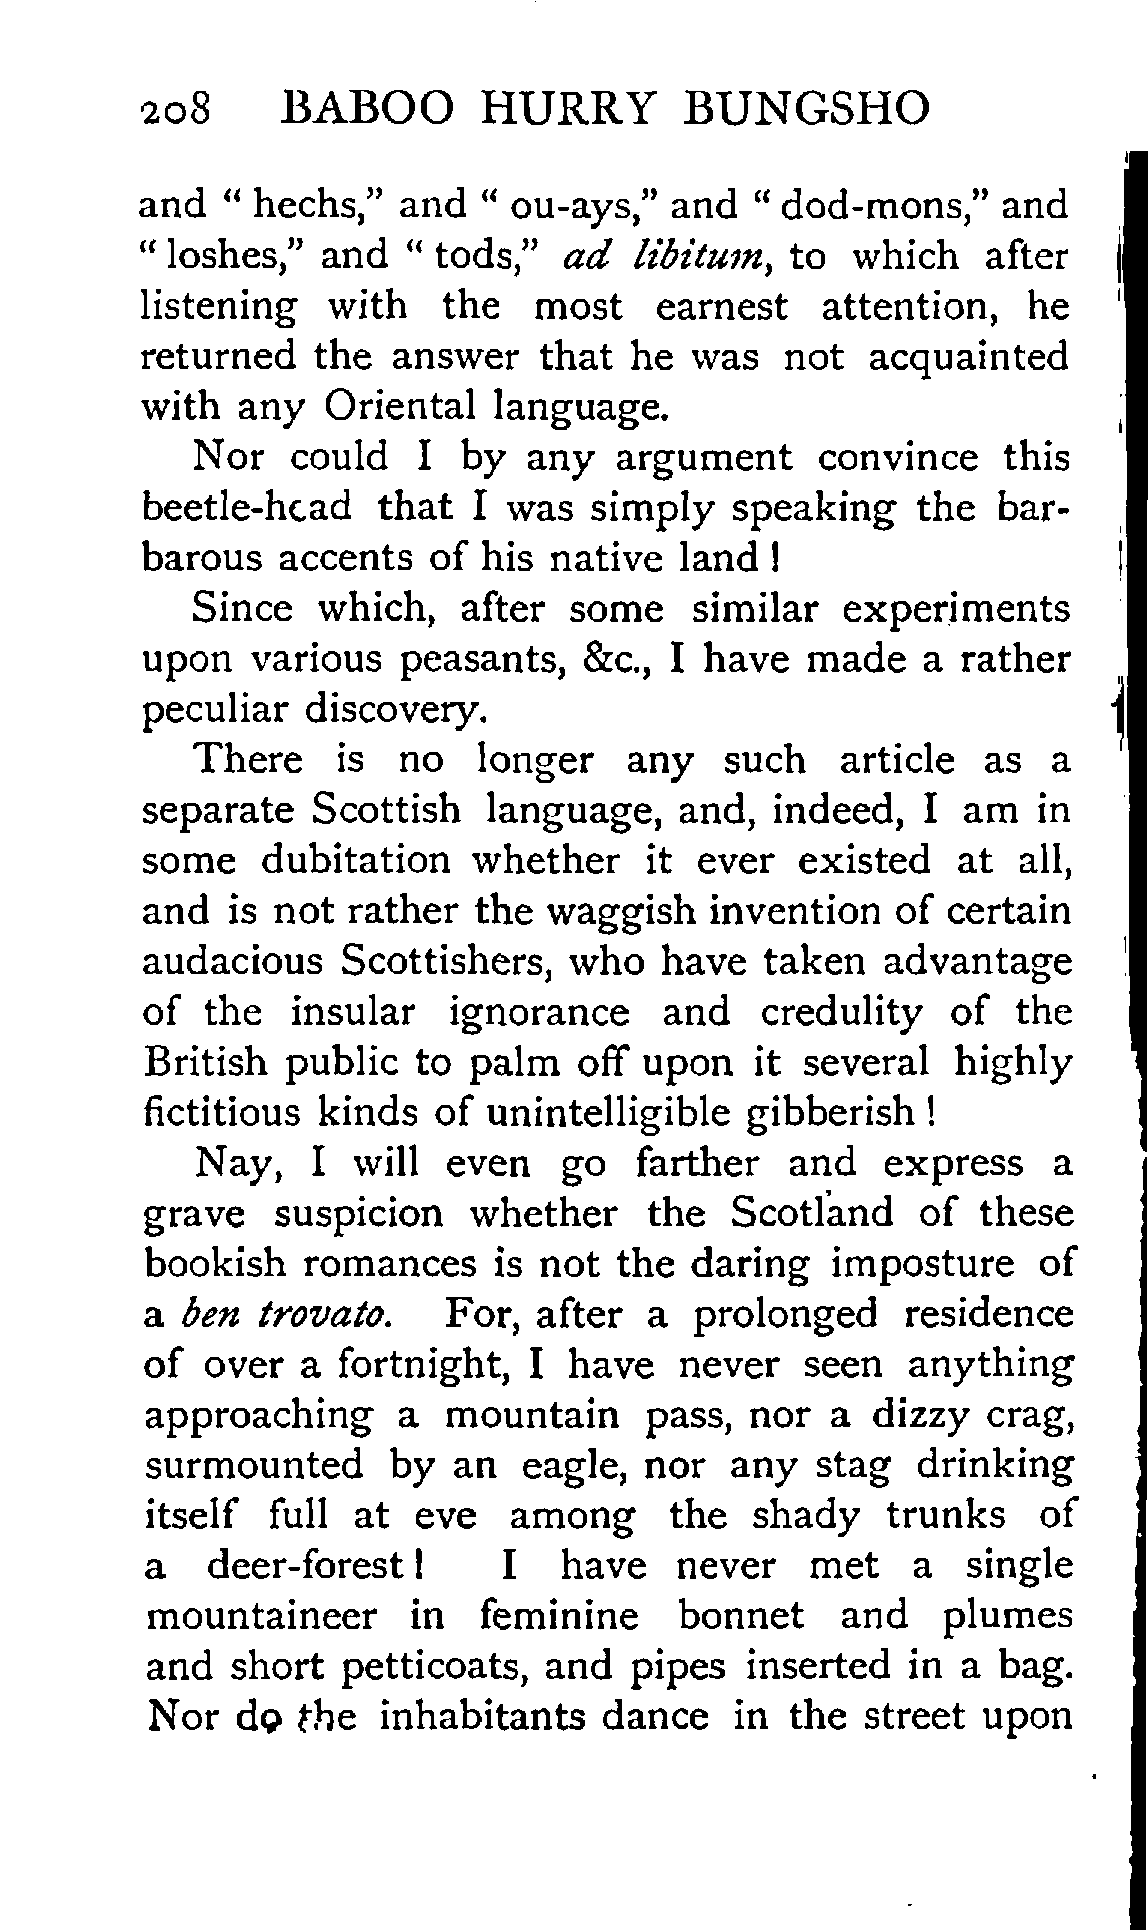 208 BABOO HURRY BUNGSHO
and “ hechs,” and “ ou-ays,” and “ dod-mons,” and
“ loshes,” and “ tods,” ad libitum, to which after
listening with the most earnest attention, he
returned the answer that he was not acquainted
with any Oriental language.
Nor could I by any argument convince this
beetle-head that I was simply speaking the bar-
barous accents of his native land !
Since which, after some similar experiments
upon various peasants, &c., I have made a rather
peculiar discovery.
There is no longer any such article as a
separate Scottish language, and, indeed, I am in
some dubitation whether it ever existed at all,
and is not rather the waggish invention of certain
audacious Scottishers, who have taken advantage
of the insular ignorance and credulity of the
British public to palm off upon it several highly
fictitious kinds of unintelligible gibberish !
Nay, I will even go farther and express a
grave suspicion whether the Scotland of these
bookish romances is not the daring imposture of
a ben trovato. For, after a prolonged residence
of over a fortnight, I have never seen anything
approaching a mountain pass, nor a dizzy crag,
surmounted by an eagle, nor any stag drinking
itself full at eve among the shady trunks of
a deer-forest ! I have never met a single
mountaineer in feminine bonnet and plumes
and short petticoats, and pipes inserted in a bag.
Nor do the inhabitants dance in the street upon